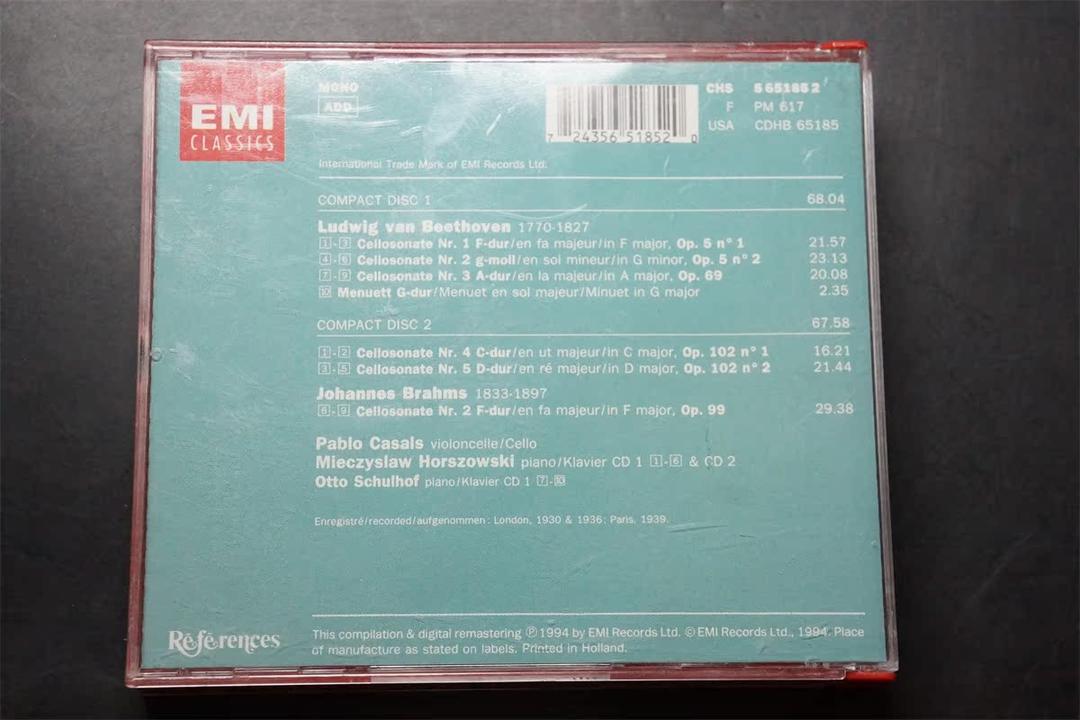 EMI
CLASSICS
MONO
ADD
7 24356 51852 0
CHS 5 65185 2
F PM 617
USA CDHB 65185
International Trade Mark of EMI Records Ltd.
COMPACT DISC 1 68.04
Ludwig van Beethoven 1770-1827
1-3 Cellosonate Nr. 1 F-dur/en fa majeur/in F major, Op. 5 n° 1 21.57
4-6 Cellosonate Nr. 2 g-moll/en sol mineur/in G minor, Op. 5 n° 2 23.13
7-9 Cellosonate Nr. 3 A-dur/en la majeur/in A major, Op. 69 20.08
10 Menuett G-dur/Menuet en sol majeur/Minuet in G major 2.35
COMPACT DISC 2 67.58
1-2 Cellosonate Nr. 4 C-dur/en ut majeur/in C major, Op. 102 n° 1 16.21
3-5 Cellosonate Nr. 5 D-dur/en ré majeur/in D major, Op. 102 n° 2 21.44
Johannes Brahms 1833-1897
6-9 Cellosonate Nr. 2 F-dur/en fa majeur/in F major, Op. 99 29.38
Pablo Casals violoncelle/Cello
Mieczyslaw Horszowski piano/Klavier CD 1 1-6 & CD 2
Otto Schulhof piano/Klavier CD 1 7-10
Enregistré/recorded/aufgenommen: London, 1930 & 1936; Paris, 1939.
Références
This compilation & digital remastering ℗ 1994 by EMI Records Ltd. © EMI Records Ltd., 1994. Place
of manufacture as stated on labels. Printed in Holland.